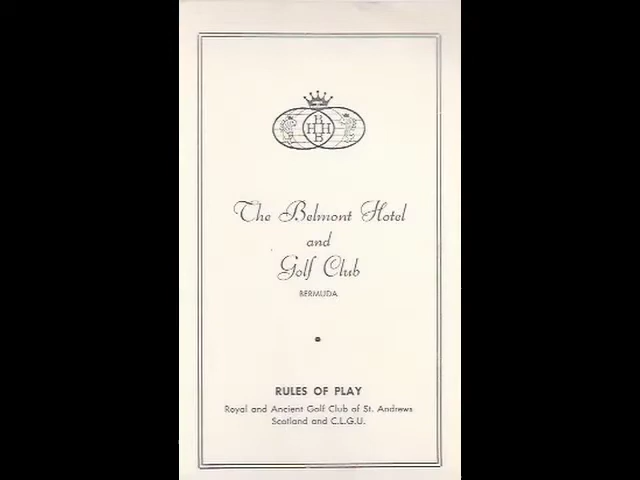 B
H H
B
The Belmont Hotel
and
Golf Club
BERMUDA
RULES OF PLAY
Royal and Ancient Golf Club of St. Andrews
Scotland and C.L.G.U.